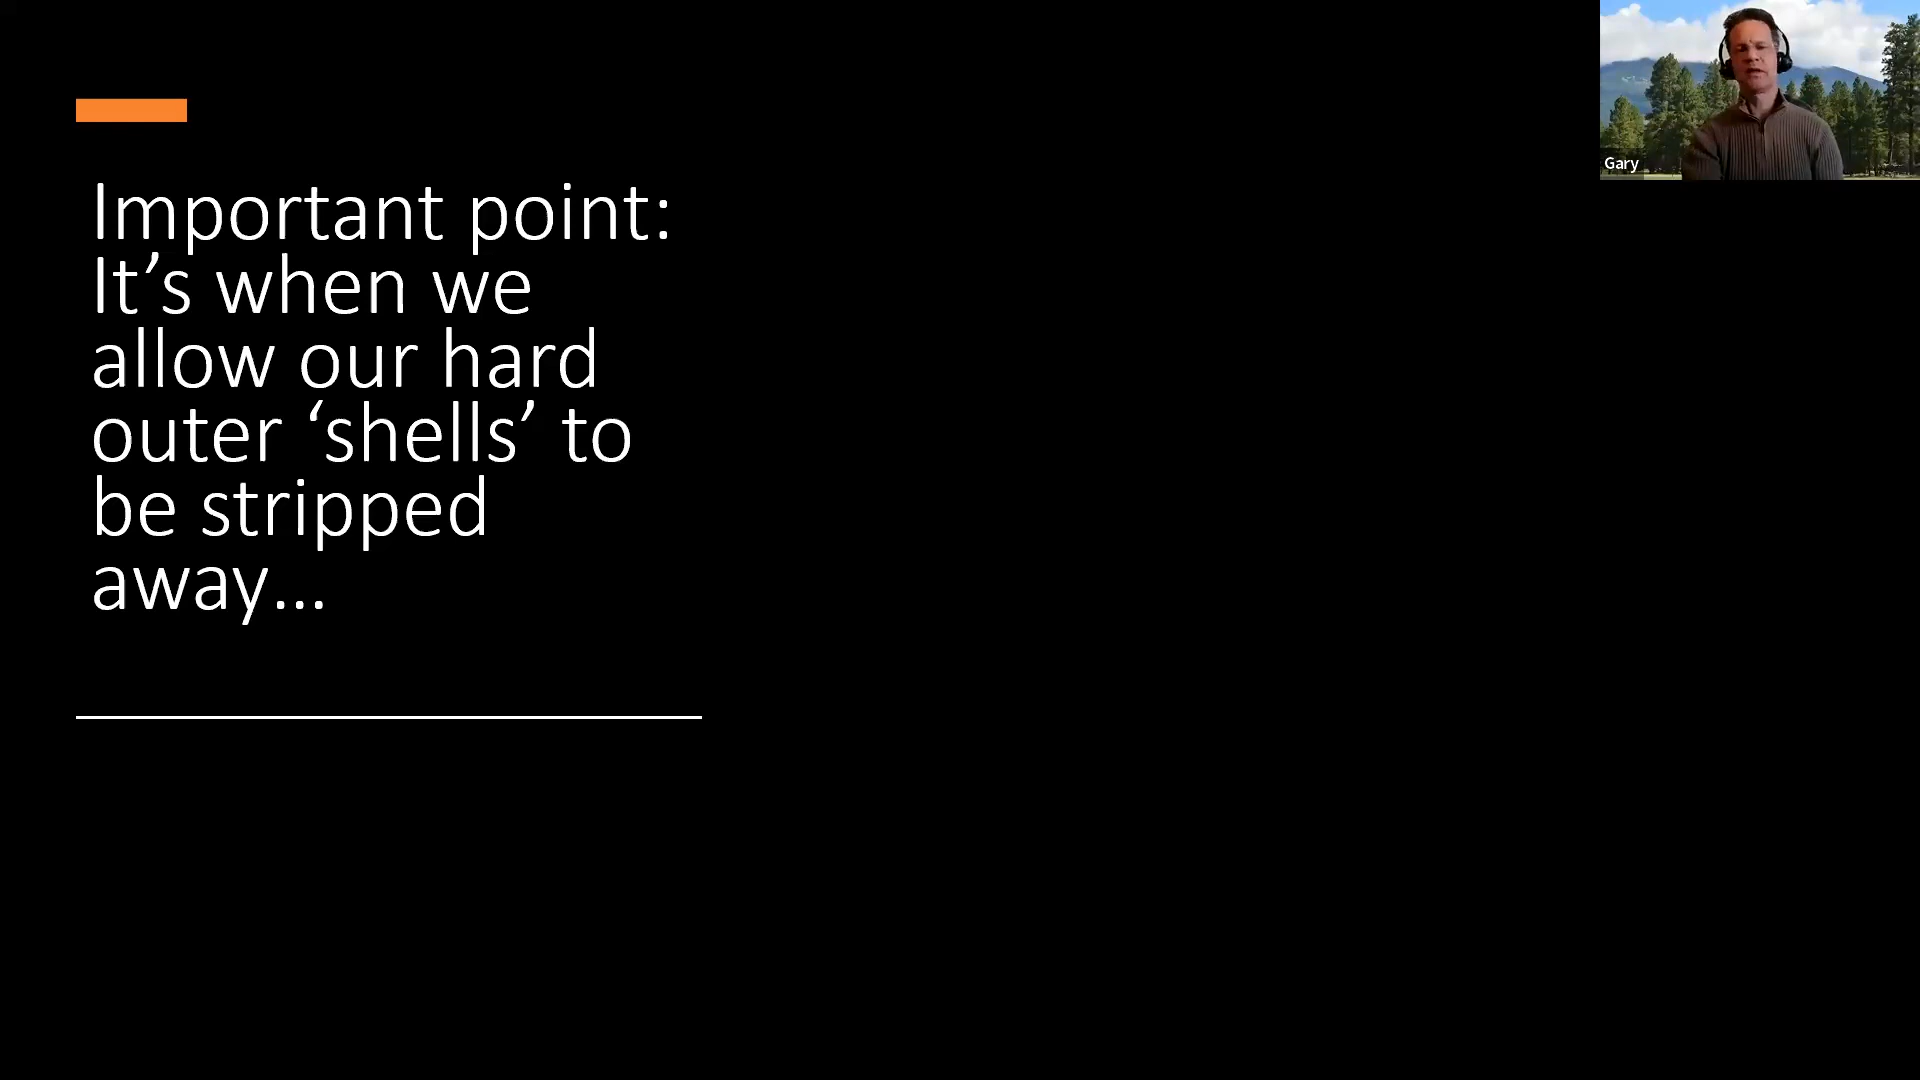 Important point:
It’s when we
allow our hard
outer ‘shells’ to
be stripped
away…
Gary